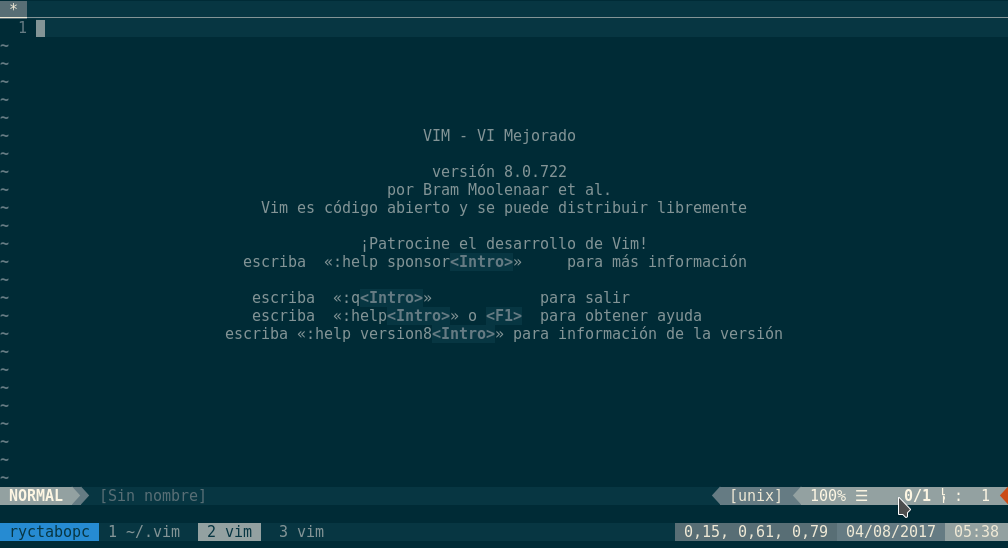 *
1
~
~
~
~
~
~ VIM - VI Mejorado
~
~ versión 8.0.722
~ por Bram Moolenaar et al.
~ Vim es código abierto y se puede distribuir libremente
~
~ ¡Patrocine el desarrollo de Vim!
~ escriba «:help sponsor<Intro>» para más información
~
~ escriba «:q<Intro>» para salir
~ escriba «:help<Intro>» o <F1> para obtener ayuda
~ escriba «:help version8<Intro>» para información de la versión
~
~
~
~
~
~
~
~
NORMAL [Sin nombre] [unix] 100% ☰ 0/1 : 1
ryctabopc 1 ~/.vim 2 vim 3 vim 0,15, 0,61, 0,79 04/08/2017 05:38